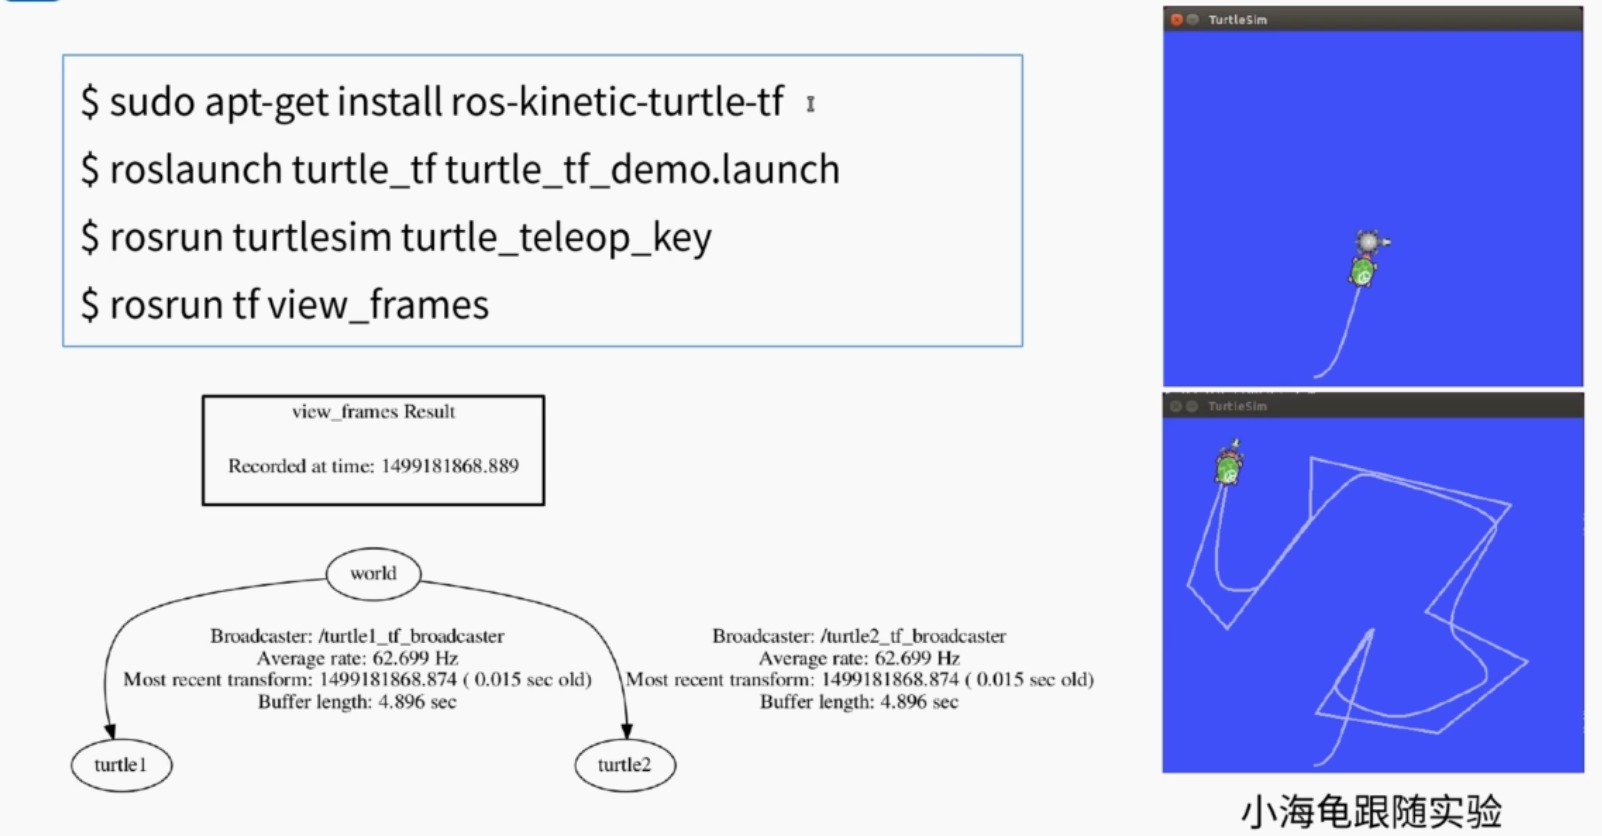 $ sudo apt-get install ros-kinetic-turtle-tf
$ roslaunch turtle_tf turtle_tf_demo.launch
$ rosrun turtlesim turtle_teleop_key
$ rosrun tf view_frames
TurtleSim
view_frames Result
Recorded at time: 1499181868.889
TurtleSim
world
Broadcaster: /turtle1_tf_broadcaster
Average rate: 62.699 Hz
Most recent transform: 1499181868.874 ( 0.015 sec old)
Buffer length: 4.896 sec
Broadcaster: /turtle2_tf_broadcaster
Average rate: 62.699 Hz
Most recent transform: 1499181868.874 ( 0.015 sec old)
Buffer length: 4.896 sec
turtle1
turtle2
小海龟跟随实验